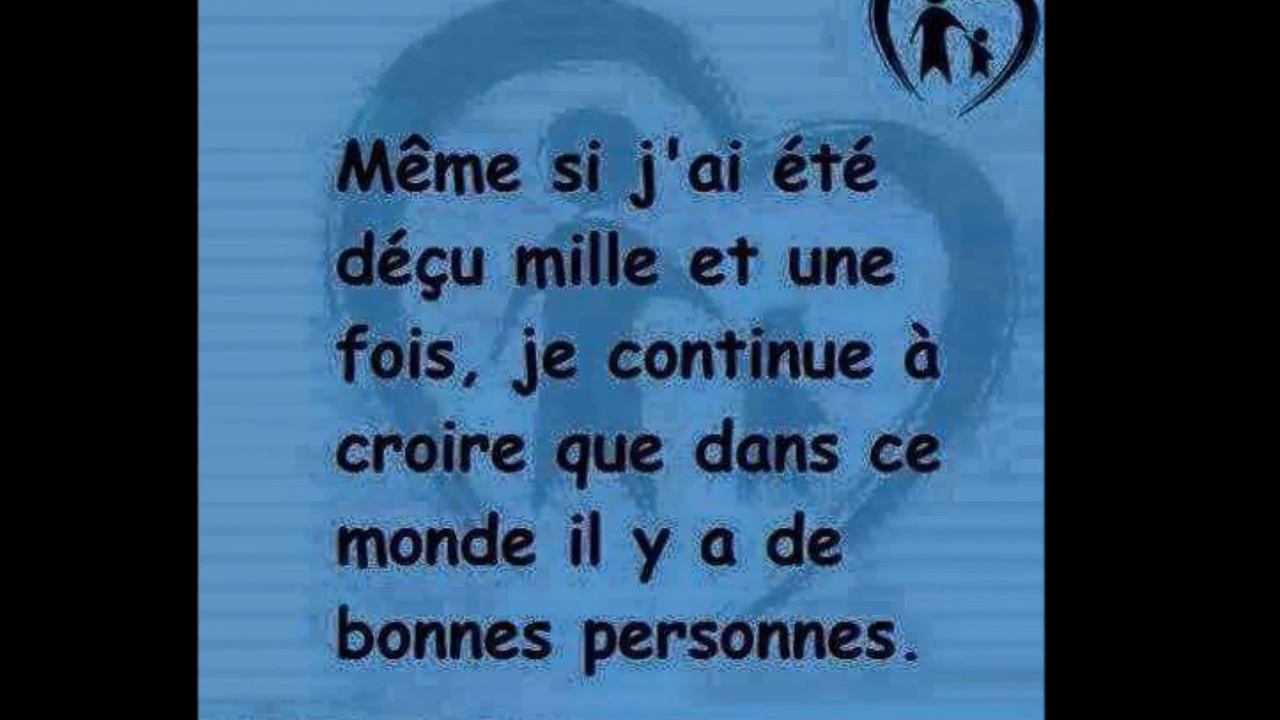 Même si j'ai été
déçu mille et une
fois, je continue à
croire que dans ce
monde il y a de
bonnes personnes.